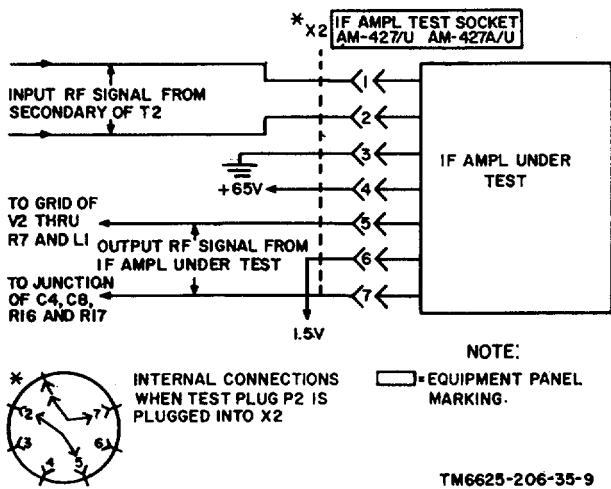 *X2
IF AMPL TEST SOCKET
AM-427/U AM-427A/U
INPUT RF SIGNAL FROM
SECONDARY OF T2
1
2
3
+65V
4
5
6
7
IF AMPL UNDER
TEST
TO GRID OF
V2 THRU
R7 AND L1
OUTPUT RF SIGNAL FROM
IF AMPL UNDER TEST
TO JUNCTION
OF C4, C8,
R16 AND R17
1.5V
NOTE:
=EQUIPMENT PANEL
MARKING.
*
INTERNAL CONNECTIONS
WHEN TEST PLUG P2 IS
PLUGGED INTO X2
2
7
3
6
4
5
TM6625-206-35-9